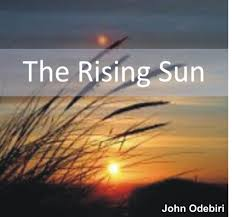 The Rising Sun
John Odebiri